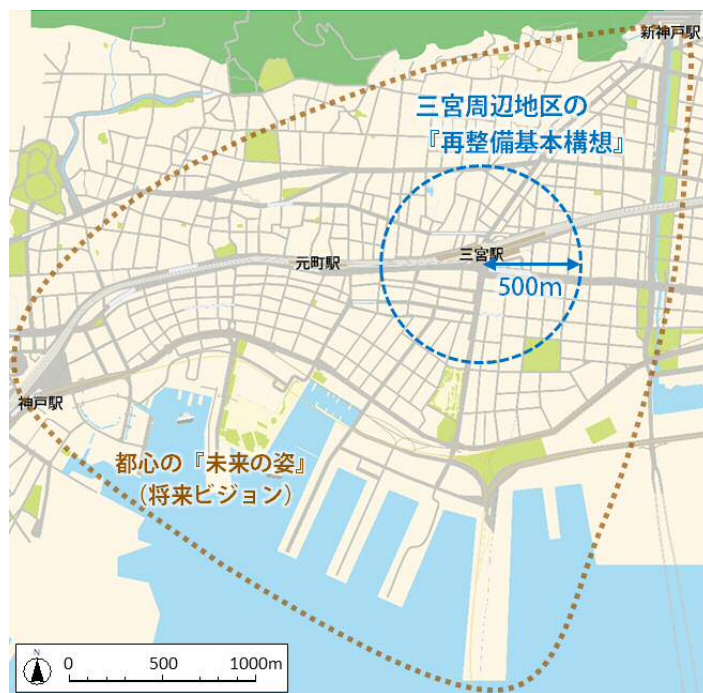 新神戸駅
三宮周辺地区の
『再整備基本構想』
元町駅
三宮駅
500m
神戸駅
都心の『未来の姿』
(将来ビジョン)
N
0 500 1000m